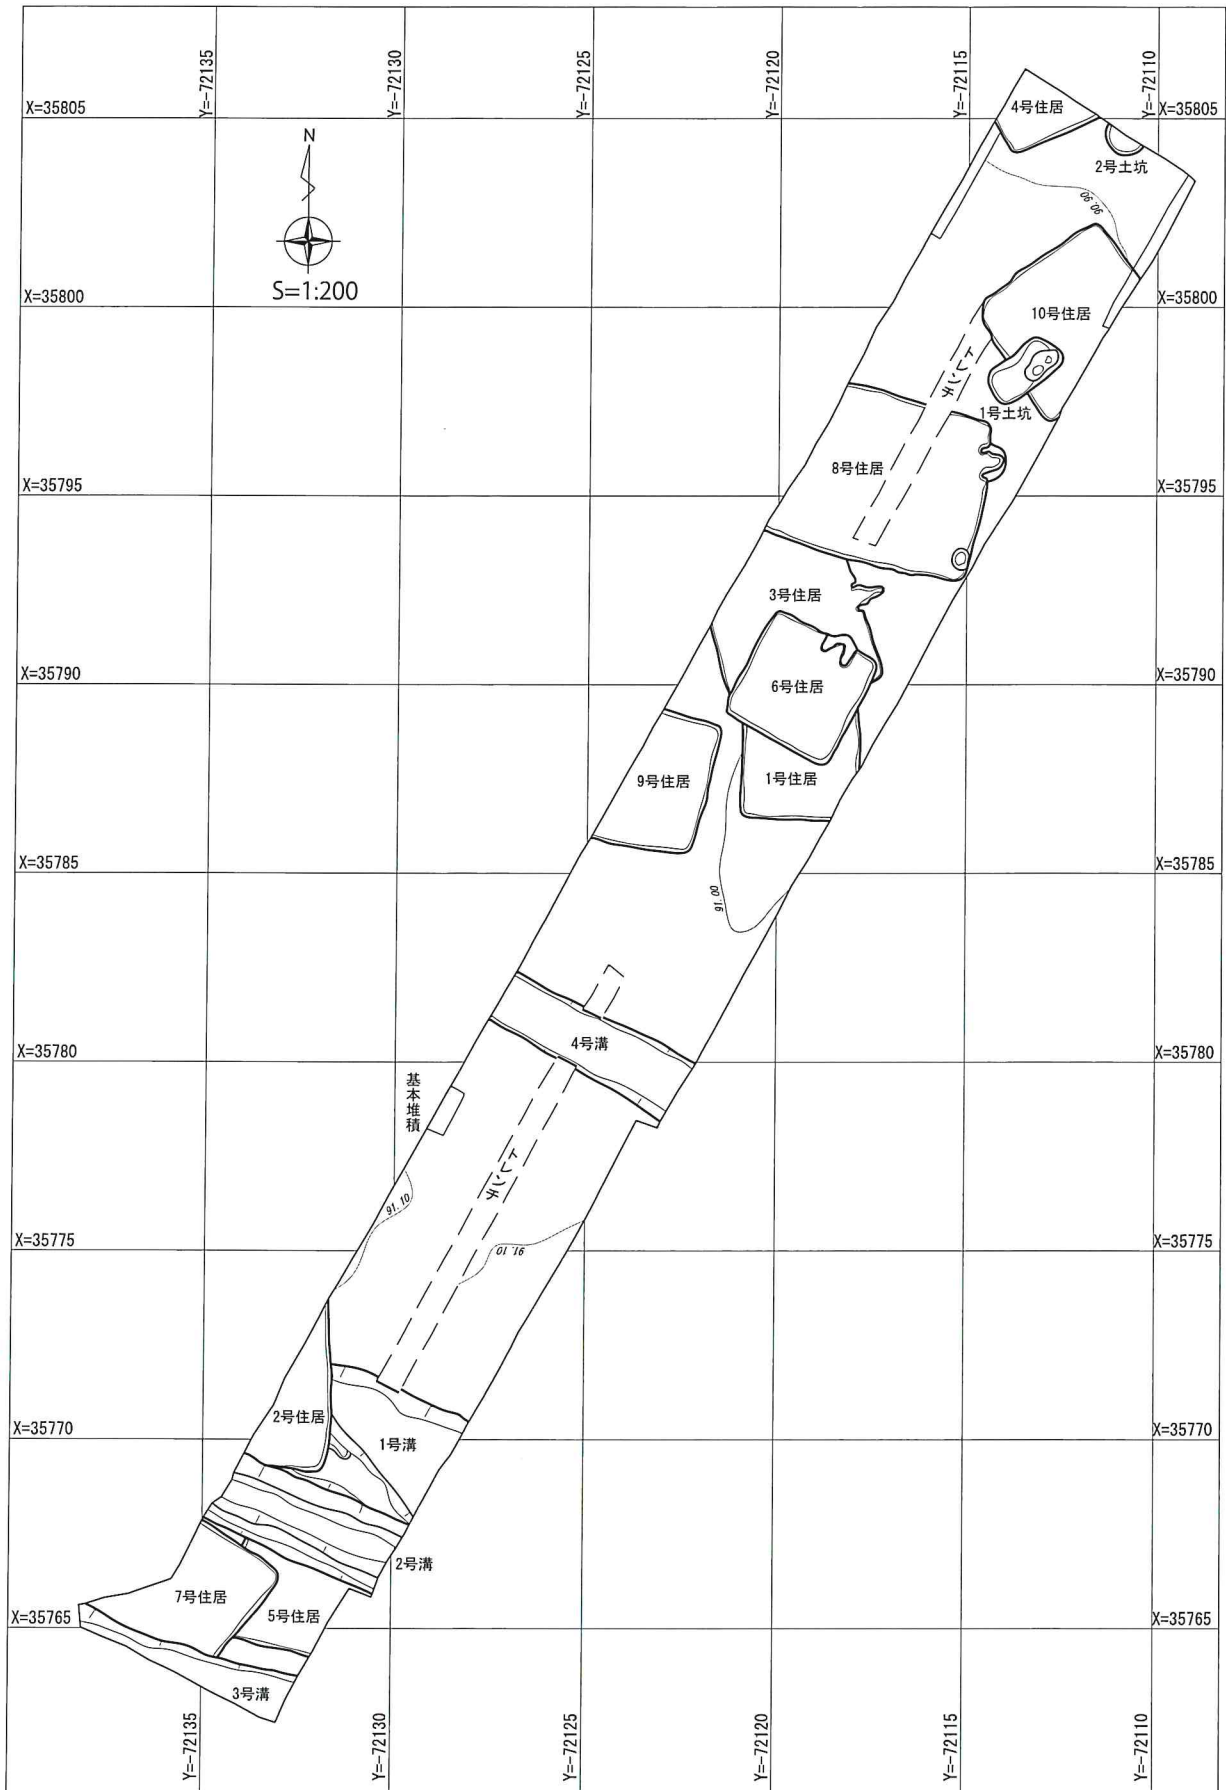 Y=-72135
Y=-72130
Y=-72125
Y=-72120
Y=-72115
Y=-72110
X=35805
X=35805
4号住居
2号土坑
90.90
N
S=1:200
X=35800
X=35800
10号住居
トレンチ
1号土坑
8号住居
X=35795
X=35795
3号住居
X=35790
X=35790
6号住居
9号住居
1号住居
X=35785
X=35785
91.00
4号溝
X=35780
X=35780
基本堆積
トレンチ
91.10
91.10
X=35775
X=35775
2号住居
1号溝
X=35770
X=35770
2号溝
7号住居
5号住居
X=35765
X=35765
3号溝
Y=-72135
Y=-72130
Y=-72125
Y=-72120
Y=-72115
Y=-72110